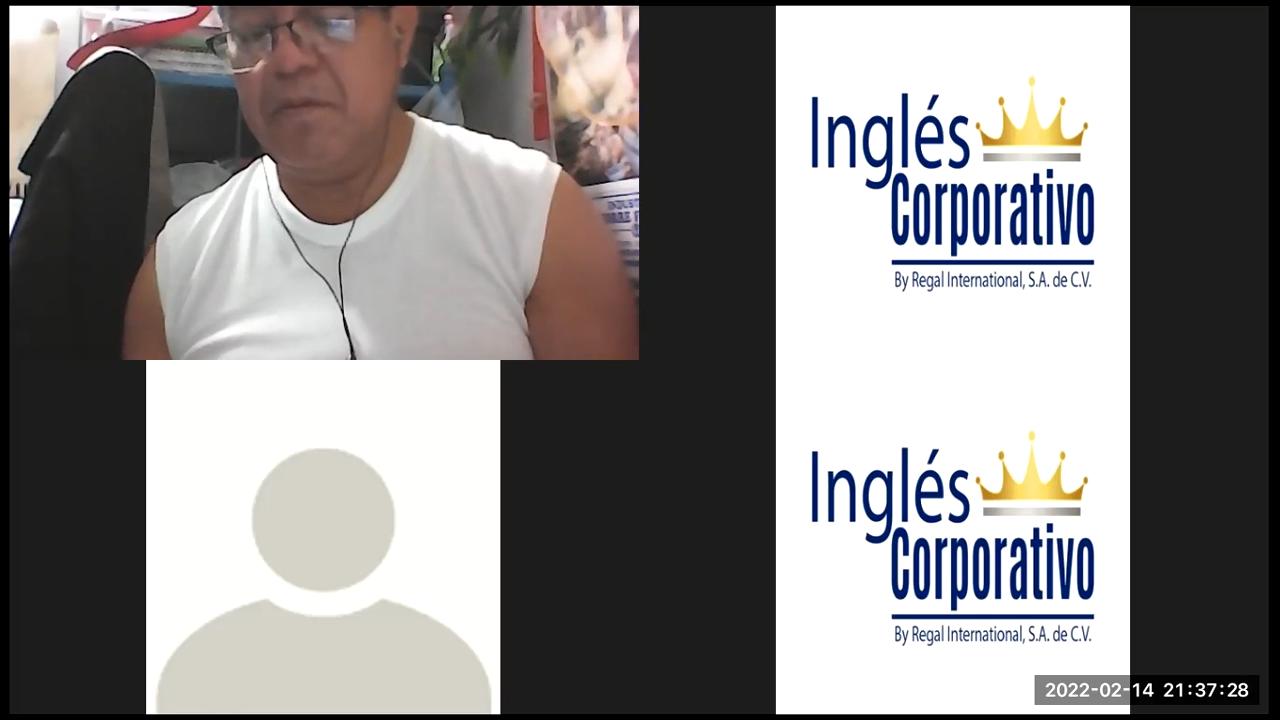 Inglés
Corporativo
By Regal International, S.A. de C.V.
Inglés
Corporativo
By Regal International, S.A. de C.V.
2022-02-14 21:37:28